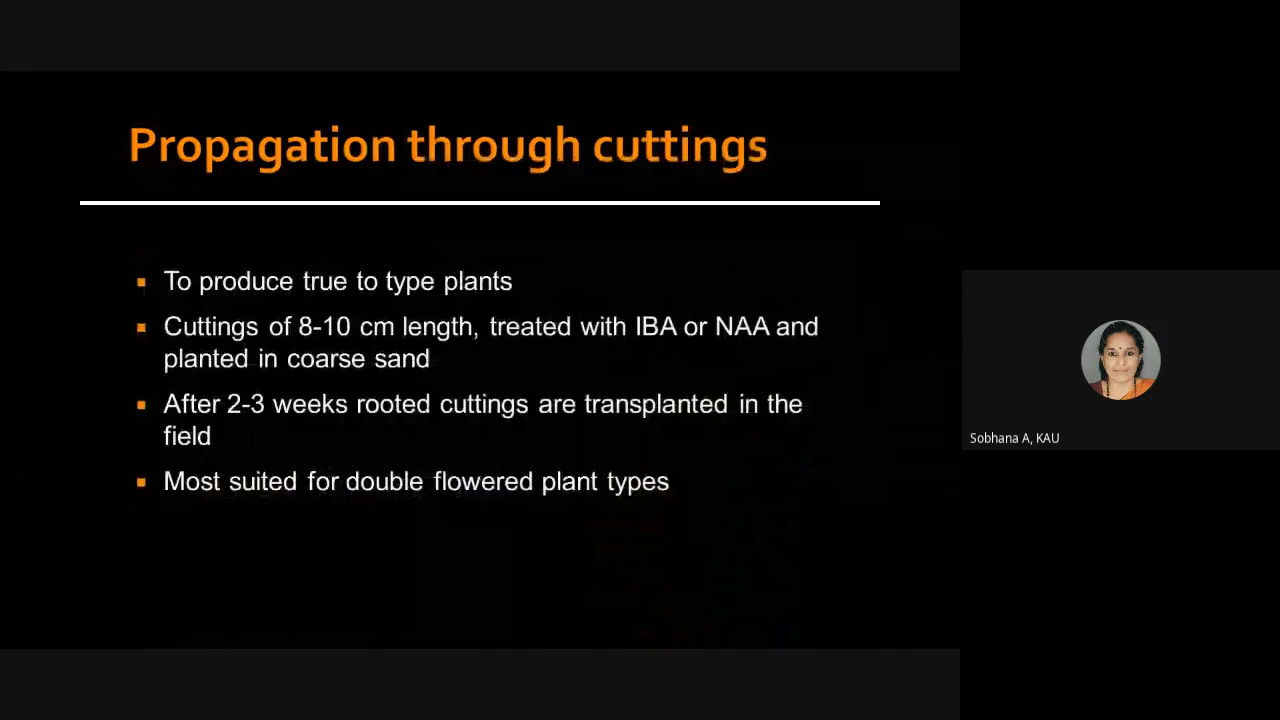 Propagation through cuttings
To produce true to type plants
Cuttings of 8-10 cm length, treated with IBA or NAA and
planted in coarse sand
After 2-3 weeks rooted cuttings are transplanted in the
field
Most suited for double flowered plant types
Sobhana A, KAU